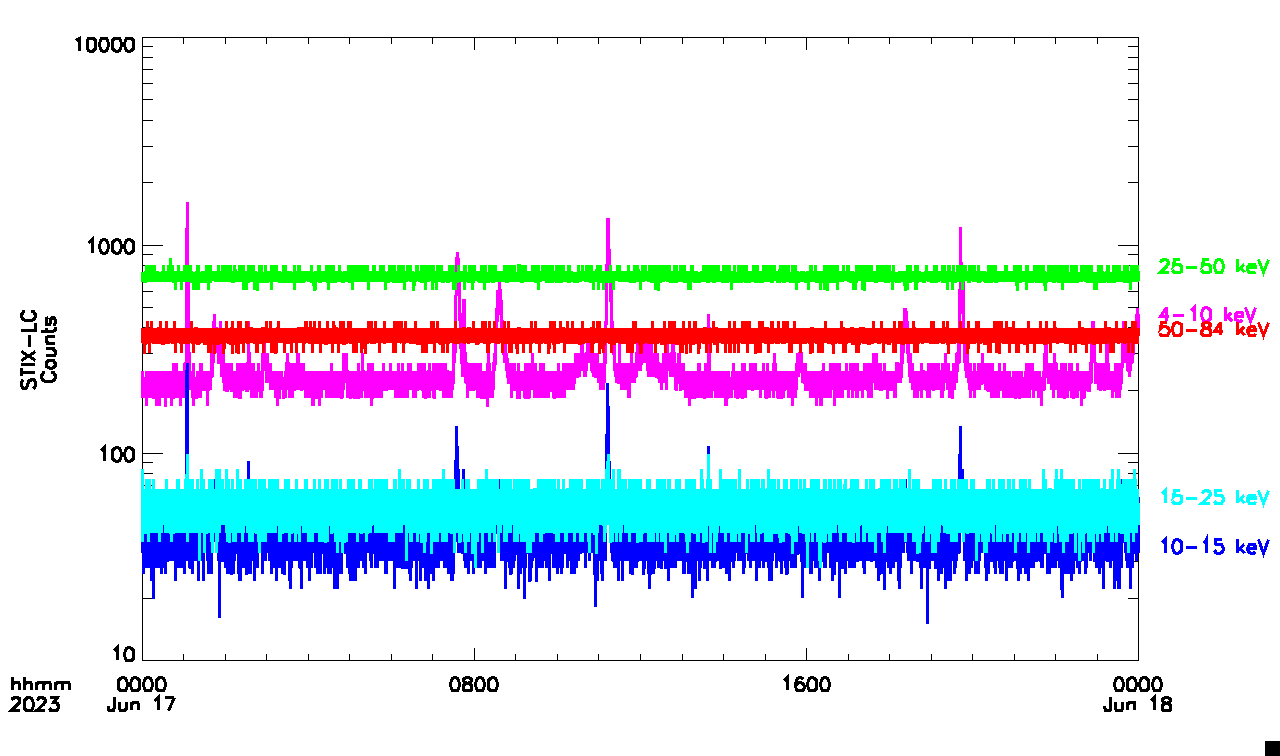 10000
1000
100
10
STIX-LC
Counts
25-50 keV
4-10 keV
50-84 keV
15-25 keV
10-15 keV
hhmm 0000 0800 1600 0000
2023 Jun 17 Jun 18